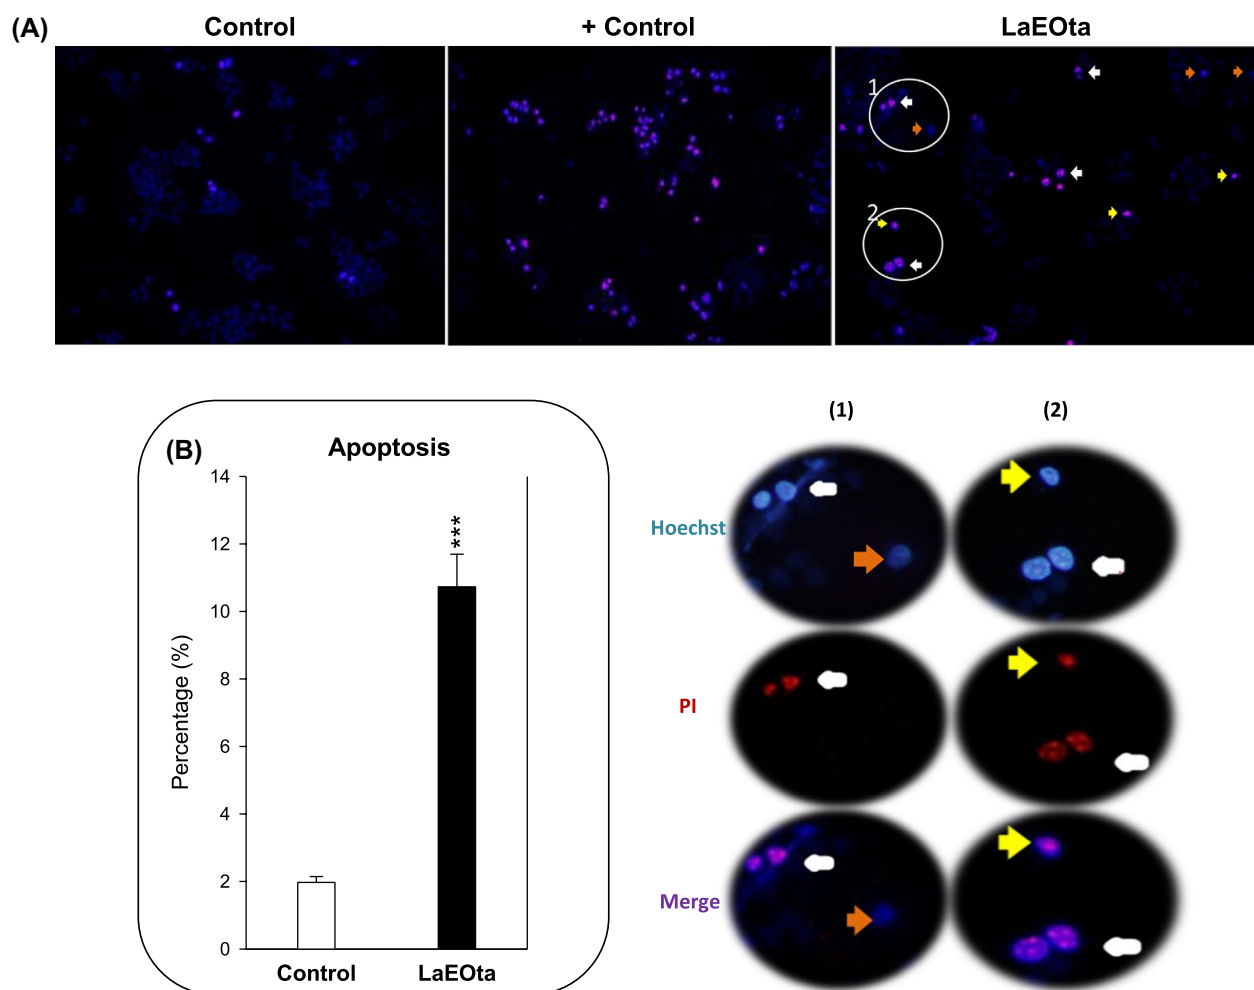 (A)
Control
+ Control
LaEOta
1
2
(B)
Apoptosis
Percentage (%)
14
12
10
8
6
4
2
0
***
Control
LaEOta
(1)
(2)
Hoechst
PI
Merge